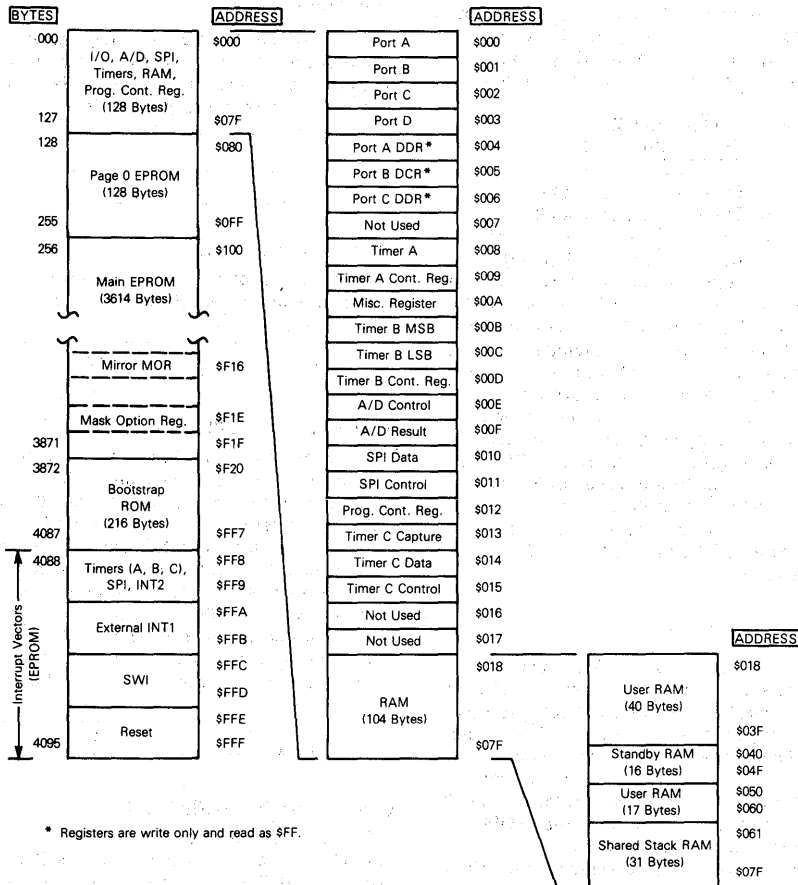 BYTES
ADDRESS
000
$000
I/O, A/D, SPI,
Timers, RAM,
Prog. Cont. Reg.
(128 Bytes)
127
$07F
128
$080
Page 0 EPROM
(128 Bytes)
255
$0FF
256
$100
Main EPROM
(3614 Bytes)
Mirror MOR
$F16
Mask Option Reg.
$F1E
3871
$F1F
3872
$F20
Bootstrap
ROM
(216 Bytes)
4087
$FF7
4088
$FF8
Timers (A, B, C),
SPI, INT2
$FF9
$FFA
External INT1
$FFB
$FFC
SWI
$FFD
$FFE
Reset
4095
$FFF
Interrupt Vectors
(EPROM)
ADDRESS
Port A $000
Port B $001
Port C $002
Port D $003
Port A DDR* $004
Port B DCR* $005
Port C DDR* $006
Not Used $007
Timer A $008
Timer A Cont. Reg. $009
Misc. Register $00A
Timer B MSB $00B
Timer B LSB $00C
Timer B Cont. Reg. $00D
A/D Control $00E
A/D Result $00F
SPI Data $010
SPI Control $011
Prog. Cont. Reg. $012
Timer C Capture $013
Timer C Data $014
Timer C Control $015
Not Used $016
Not Used $017
$018
RAM
(104 Bytes)
$07F
ADDRESS
$018
User RAM
(40 Bytes)
$03F
Standby RAM $040
(16 Bytes) $04F
User RAM $050
(17 Bytes) $060
$061
Shared Stack RAM
(31 Bytes)
$07F
* Registers are write only and read as $FF.